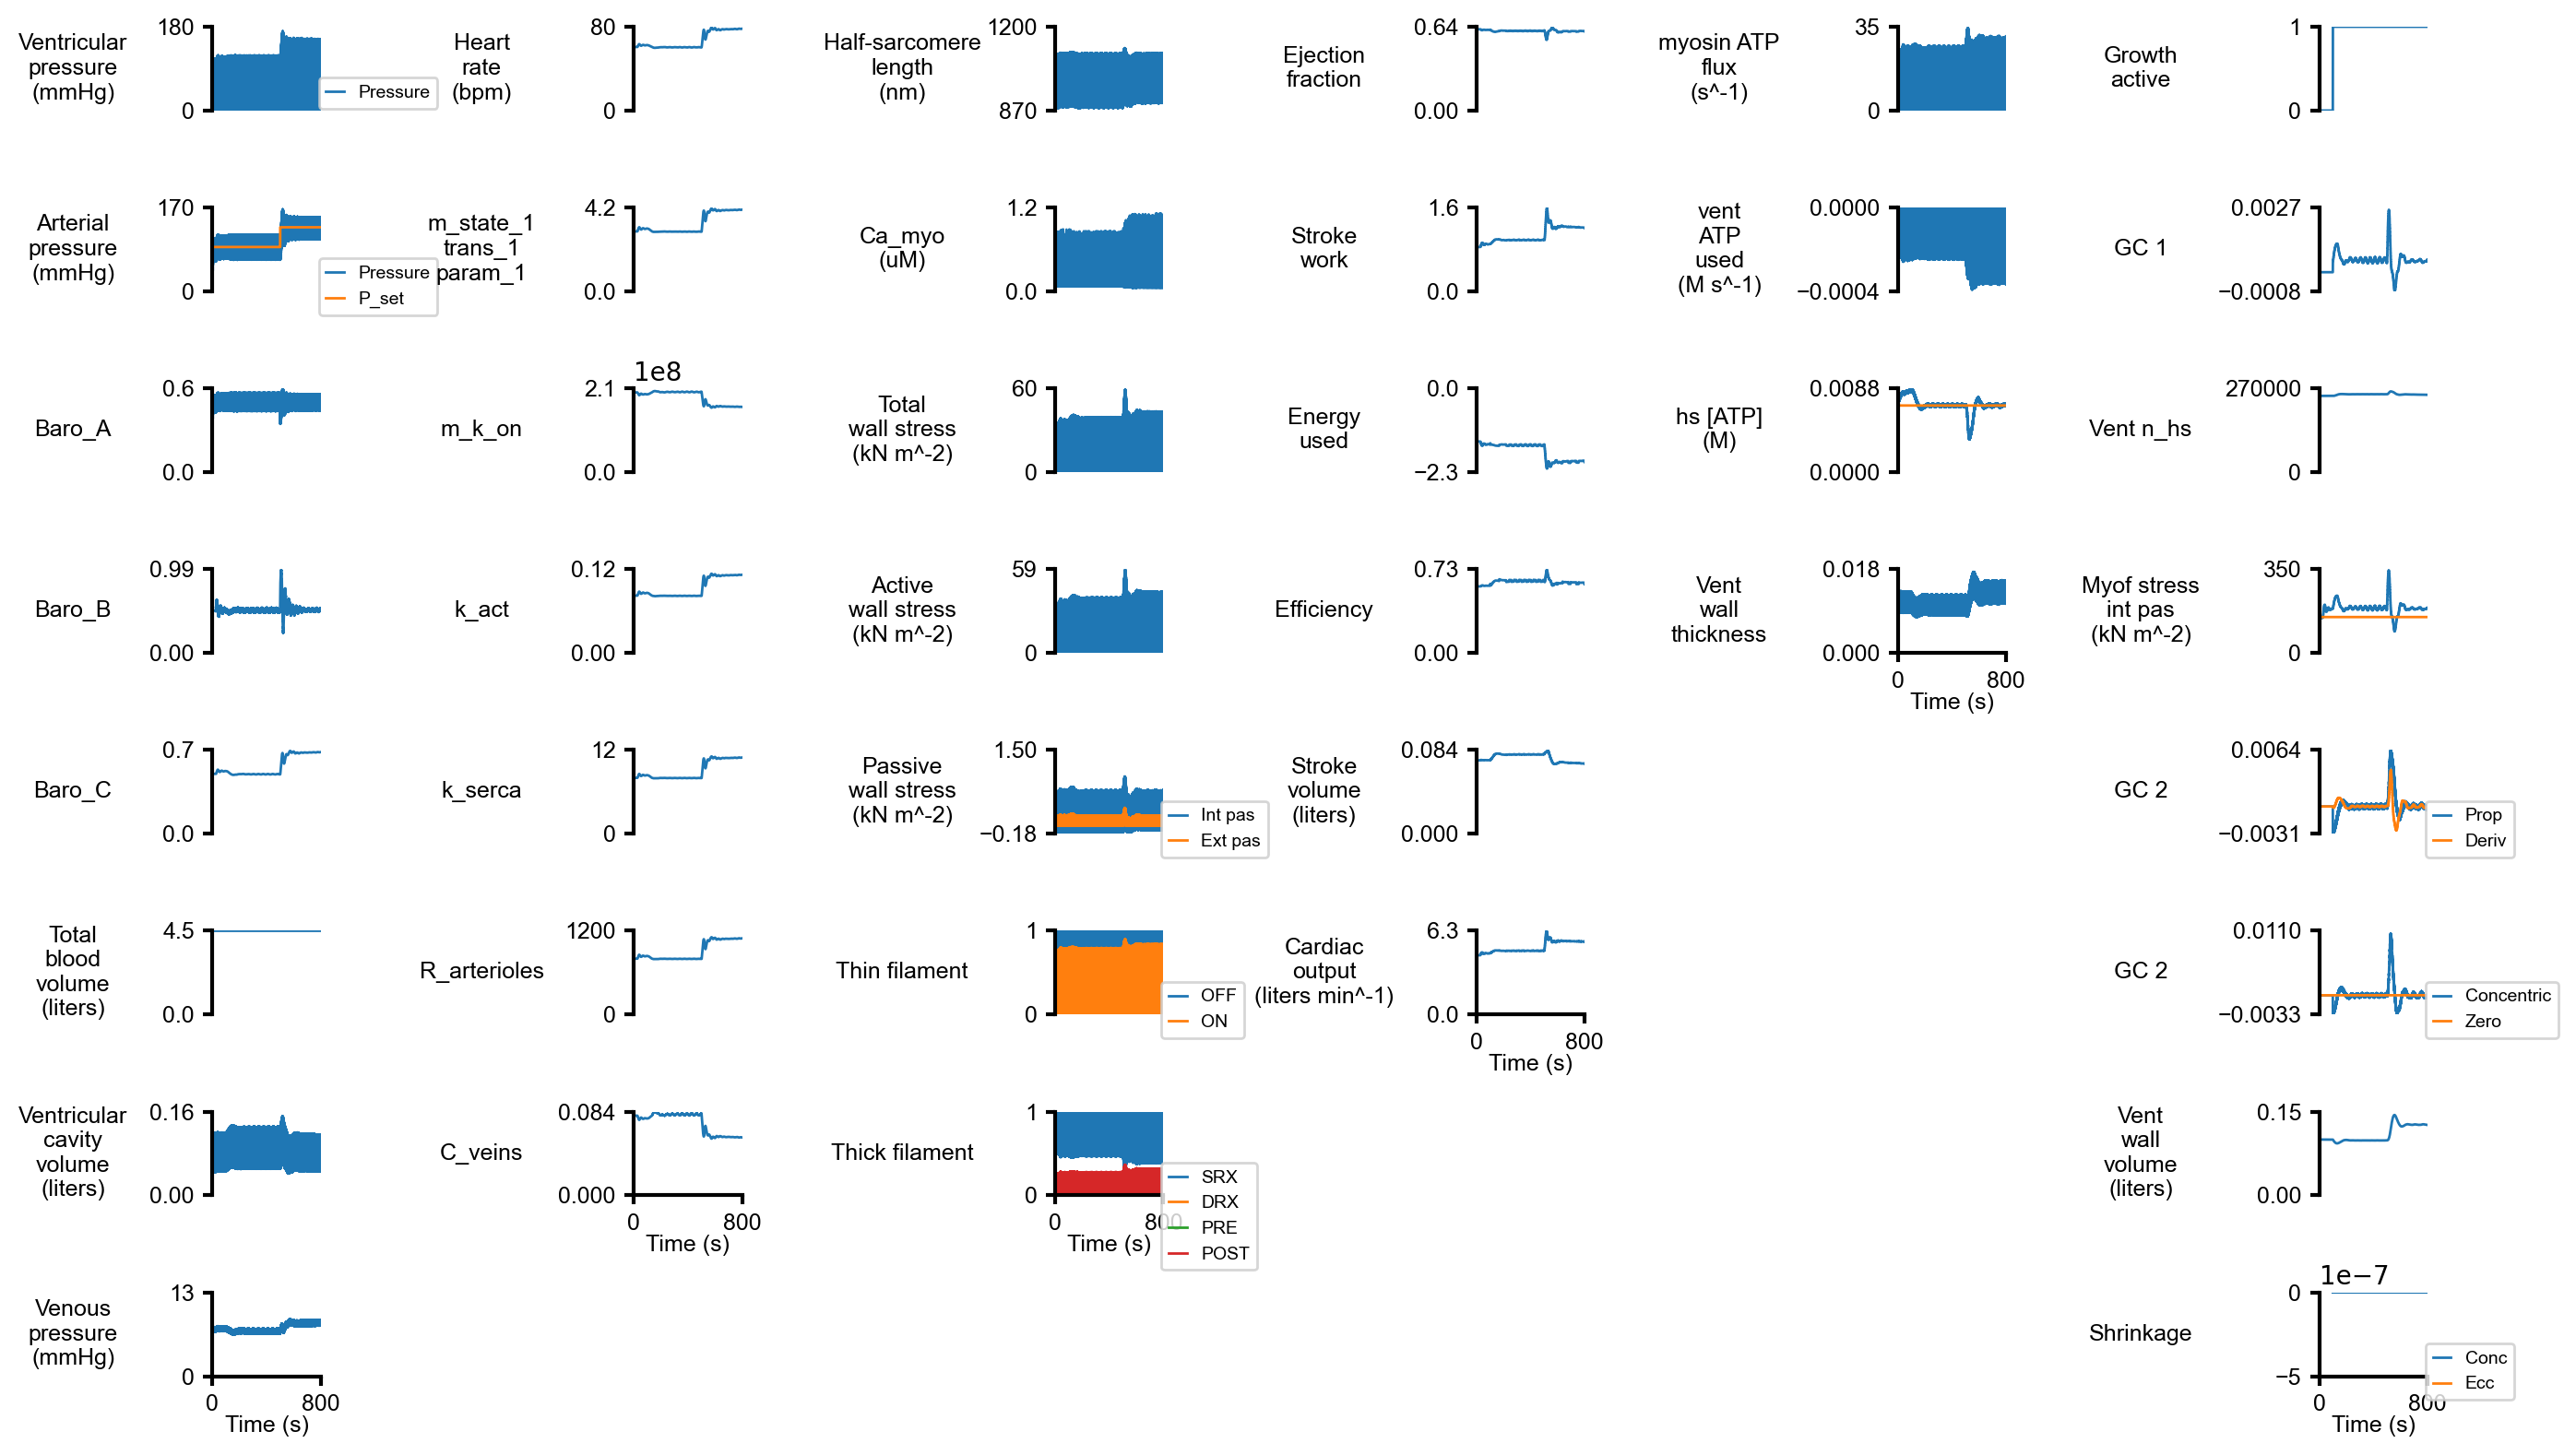 Ventricular
pressure
(mmHg)
180
0
Pressure
Heart
rate
(bpm)
80
0
Half-sarcomere
length
(nm)
1200
870
Ejection
fraction
0.64
0.00
myosin ATP
flux
(s^-1)
35
0
Growth
active
1
0
Arterial
pressure
(mmHg)
170
0
Pressure
P_set
m_state_1
trans_1
param_1
4.2
0.0
Ca_myo
(uM)
1.2
0.0
Stroke
work
1.6
0.0
vent
ATP
used
(M s^-1)
0.0000
−0.0004
GC 1
0.0027
−0.0008
Baro_A
0.6
0.0
m_k_on
1e8
2.1
0.0
Total
wall stress
(kN m^-2)
60
0
Energy
used
0.0
−2.3
hs [ATP]
(M)
0.0088
0.0000
Vent n_hs
270000
0
Baro_B
0.99
0.00
k_act
0.12
0.00
Active
wall stress
(kN m^-2)
59
0
Efficiency
0.73
0.00
Vent
wall
thickness
0.018
0.000
0 800
Time (s)
Myof stress
int pas
(kN m^-2)
350
0
Baro_C
0.7
0.0
k_serca
12
0
Passive
wall stress
(kN m^-2)
1.50
−0.18
Int pas
Ext pas
Stroke
volume
(liters)
0.084
0.000
GC 2
0.0064
−0.0031
Prop
Deriv
Total
blood
volume
(liters)
4.5
0.0
R_arterioles
1200
0
Thin filament
1
0
OFF
ON
Cardiac
output
(liters min^-1)
6.3
0.0
0 800
Time (s)
GC 2
0.0110
−0.0033
Concentric
Zero
Ventricular
cavity
volume
(liters)
0.16
0.00
C_veins
0.084
0.000
0 800
Time (s)
Thick filament
1
0
0 800
Time (s)
SRX
DRX
PRE
POST
Vent
wall
volume
(liters)
0.15
0.00
Venous
pressure
(mmHg)
13
0
0 800
Time (s)
Shrinkage
1e−7
0
−5
0 800
Time (s)
Conc
Ecc